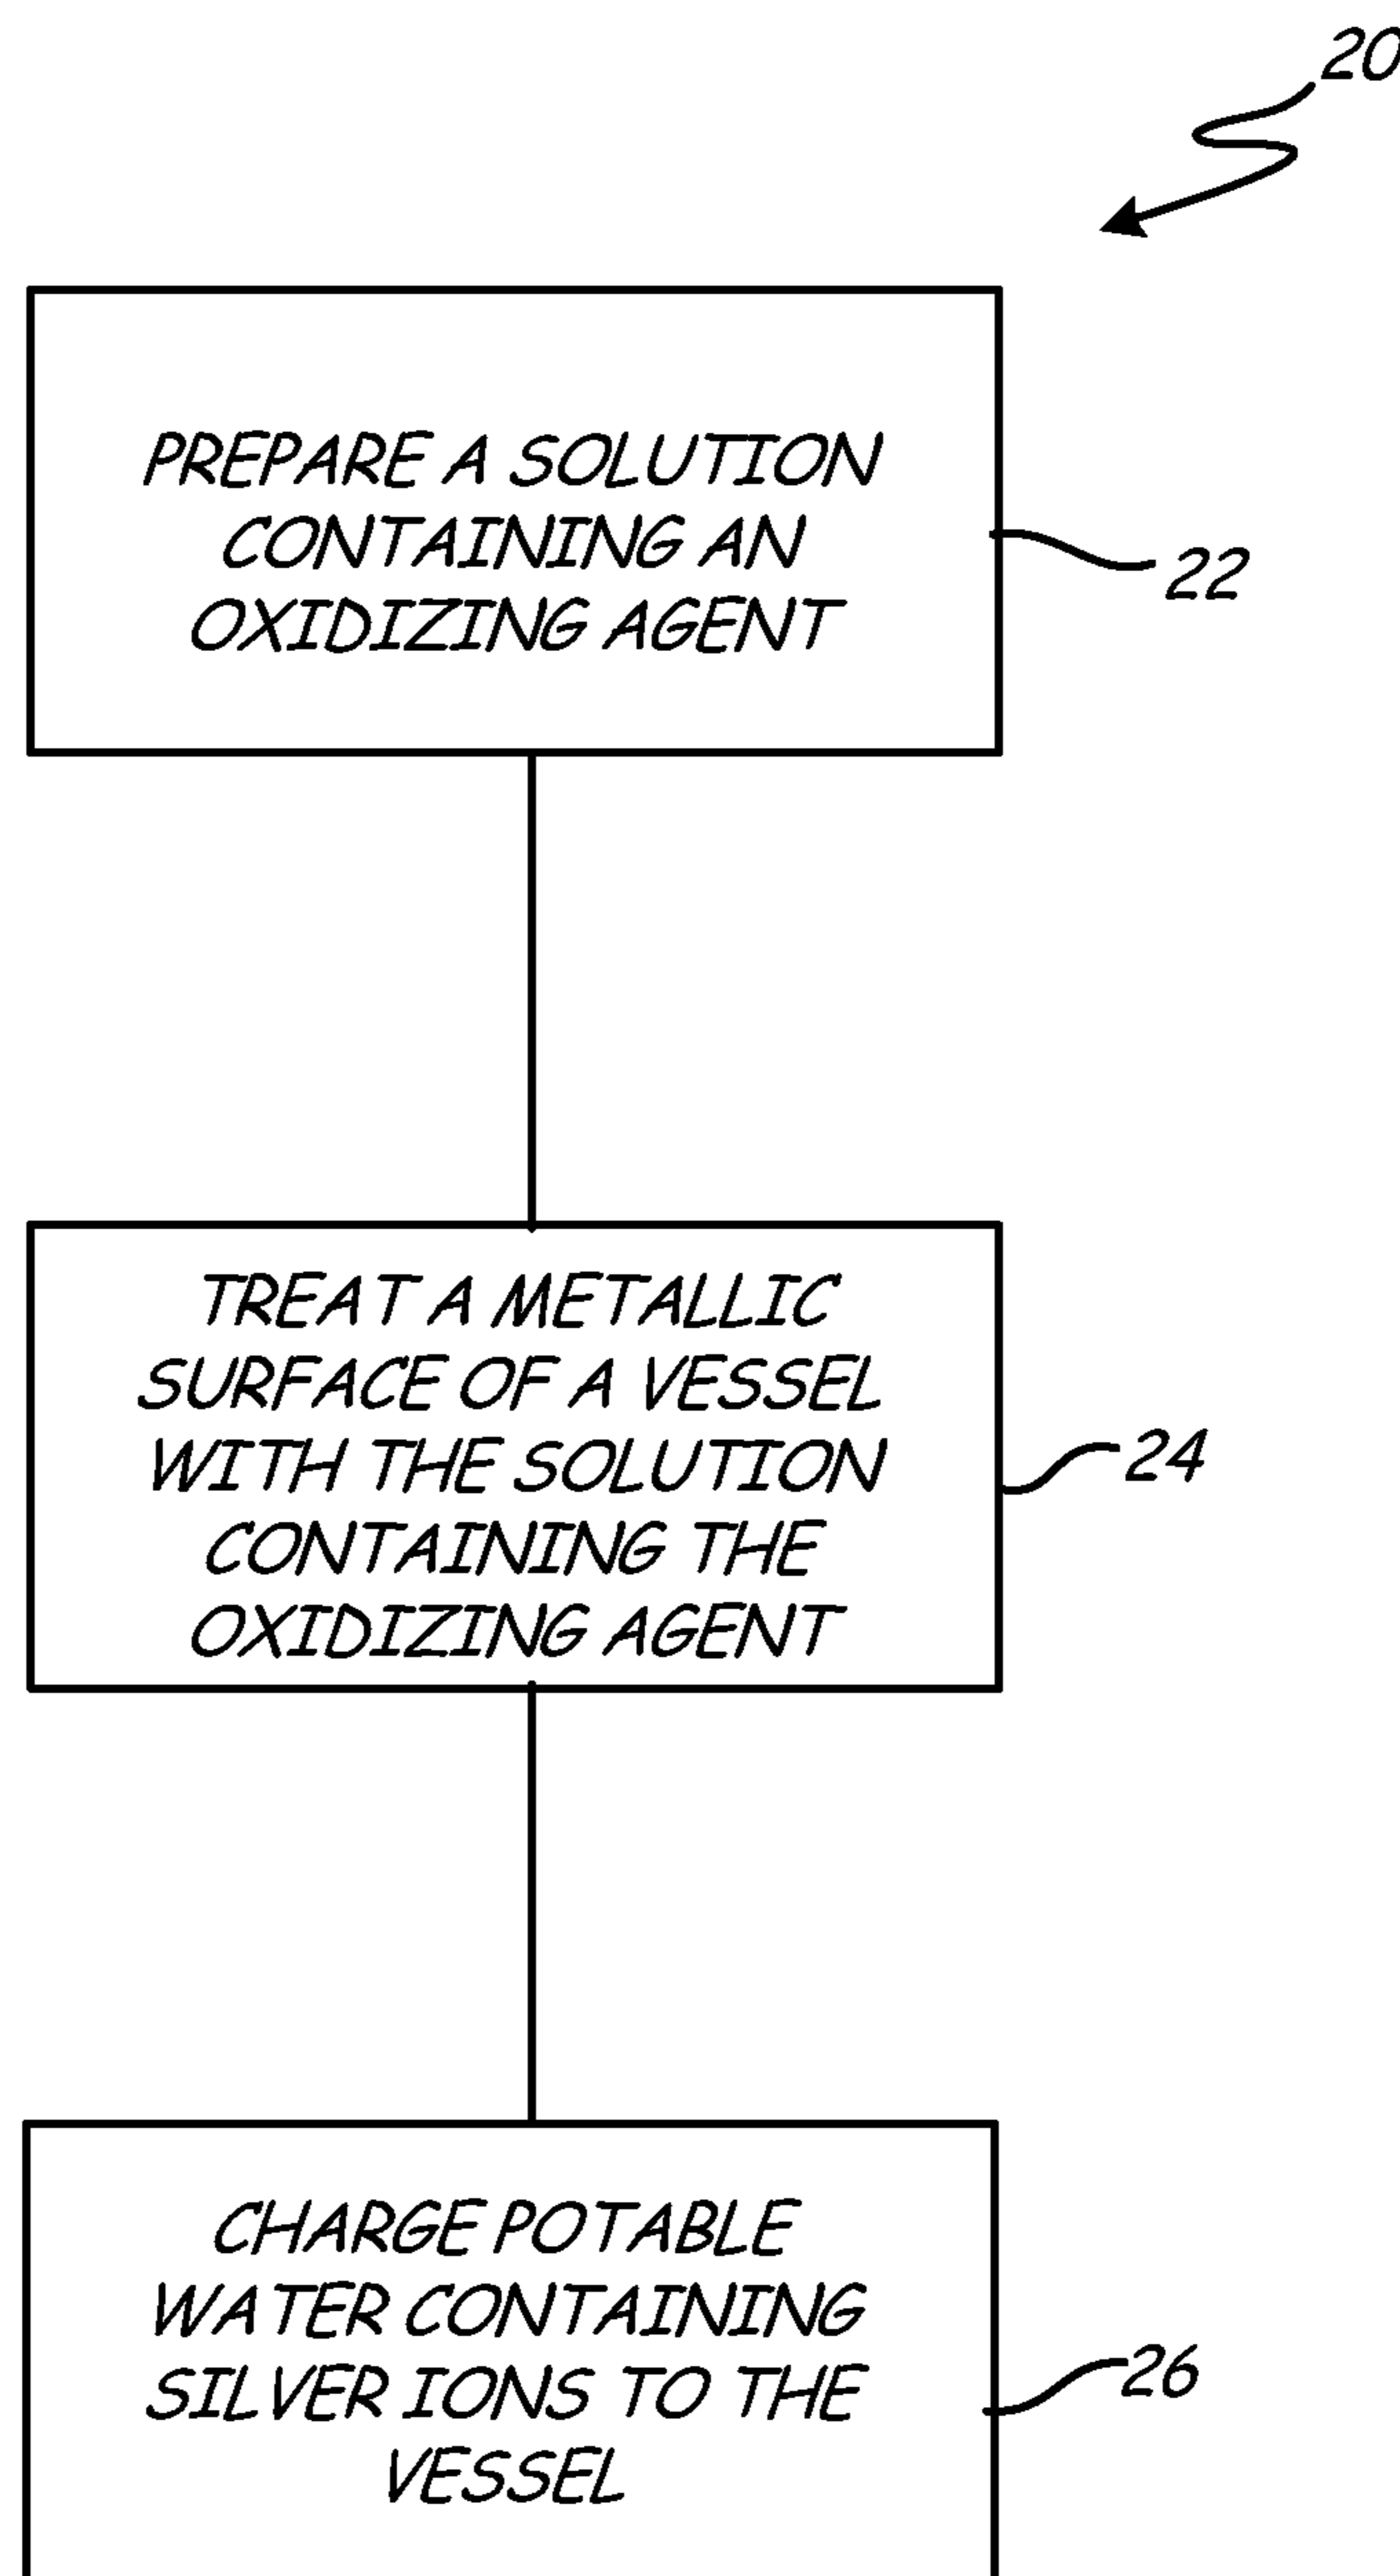 20
PREPARE A SOLUTION
CONTAINING AN
OXIDIZING AGENT
22
TREAT A METALLIC
SURFACE OF A VESSEL
WITH THE SOLUTION
CONTAINING THE
OXIDIZING AGENT
24
CHARGE POTABLE
WATER CONTAINING
SILVER IONS TO THE
VESSEL
26